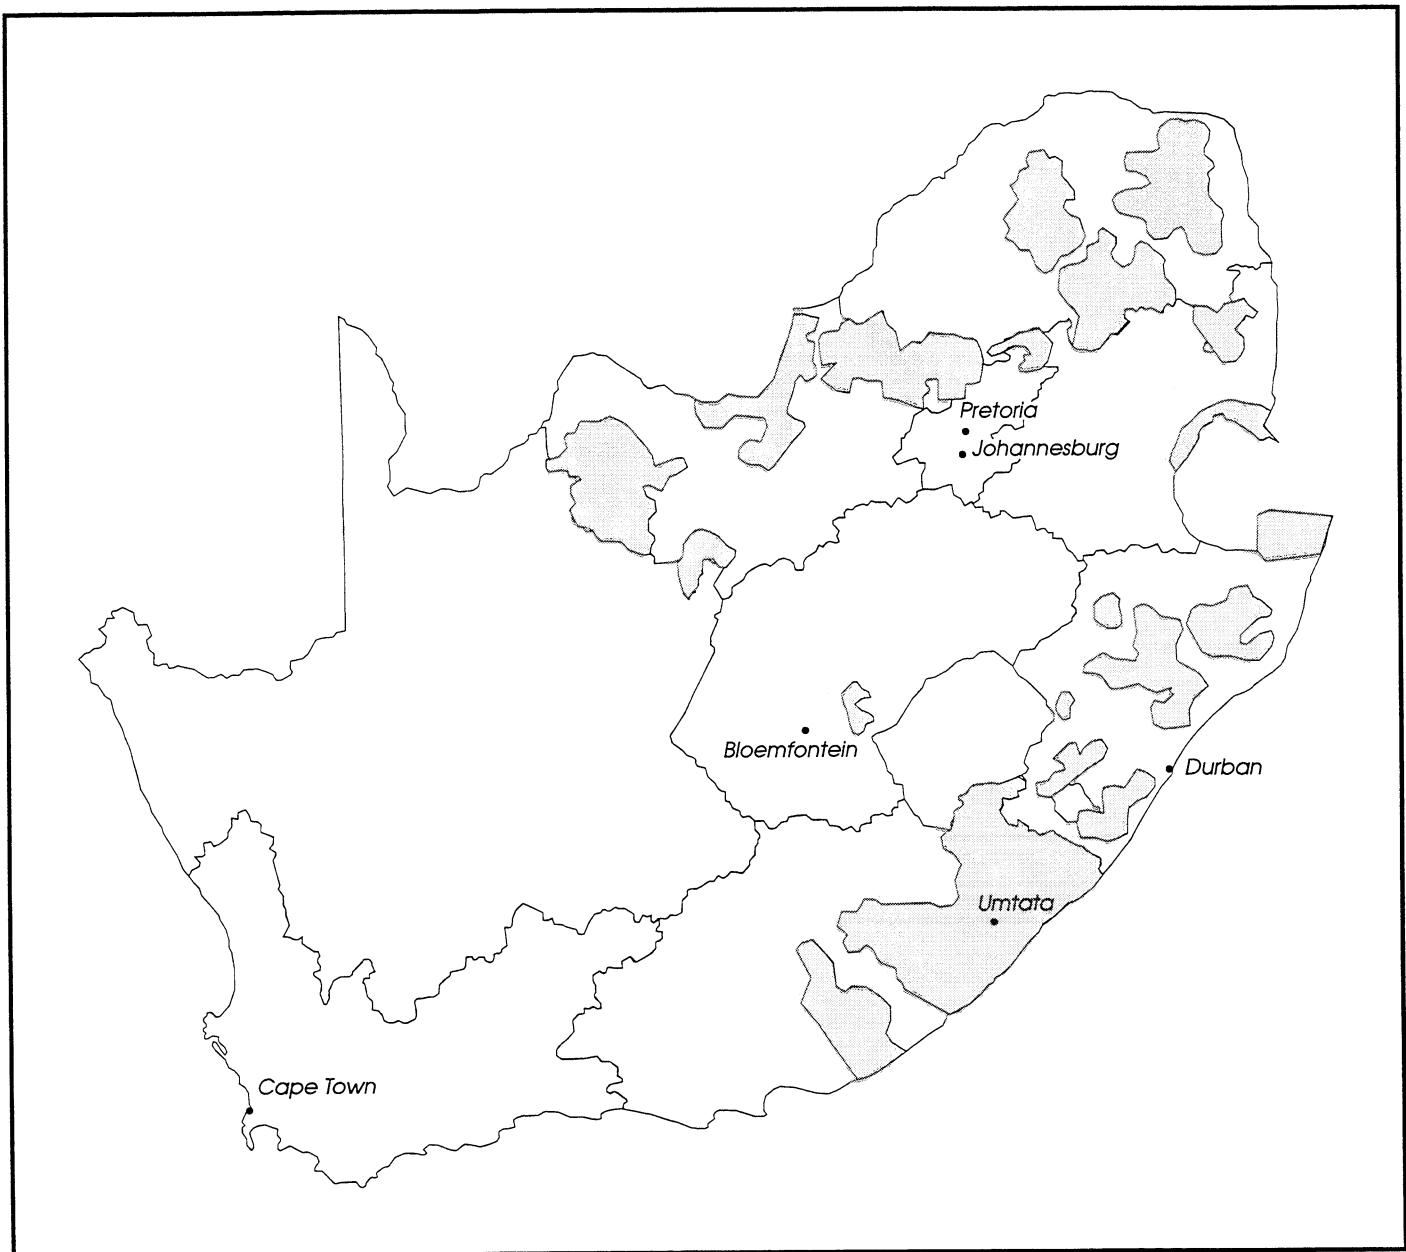 Pretoria
Johannesburg
Bloemfontein
Durban
Umtata
Cape Town